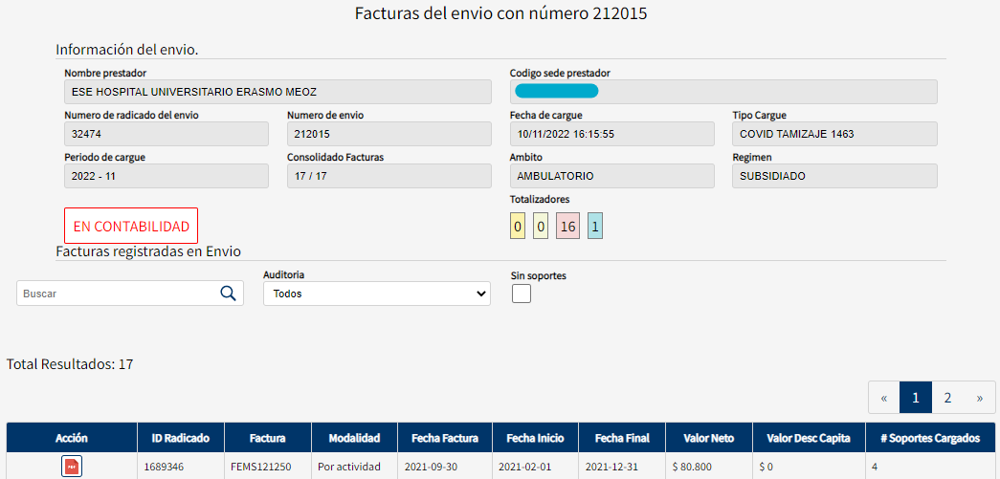 Facturas del envio con número 212015
Información del envio.
Nombre prestador
Codigo sede prestador
ESE HOSPITAL UNIVERSITARIO ERASMO MEOZ
Numero de radicado del envio
Numero de envio
Fecha de cargue
Tipo Cargue
32474
212015
10/11/2022 16:15:55
COVID TAMIZAJE 1463
Periodo de cargue
Consolidado Facturas
Ambito
Regimen
2022 - 11
17 / 17
AMBULATORIO
SUBSIDIADO
Totalizadores
EN CONTABILIDAD
0 0 16 1
Facturas registradas en Envio
Auditoria
Sin soportes
Buscar
Todos
Total Resultados: 17
« 1 2 »
Acción ID Radicado Factura Modalidad Fecha Factura Fecha Inicio Fecha Final Valor Neto Valor Desc Capita # Soportes Cargados
PDF 1689346 FEMS121250 Por actividad 2021-09-30 2021-02-01 2021-12-31 $ 80.800 $ 0 4